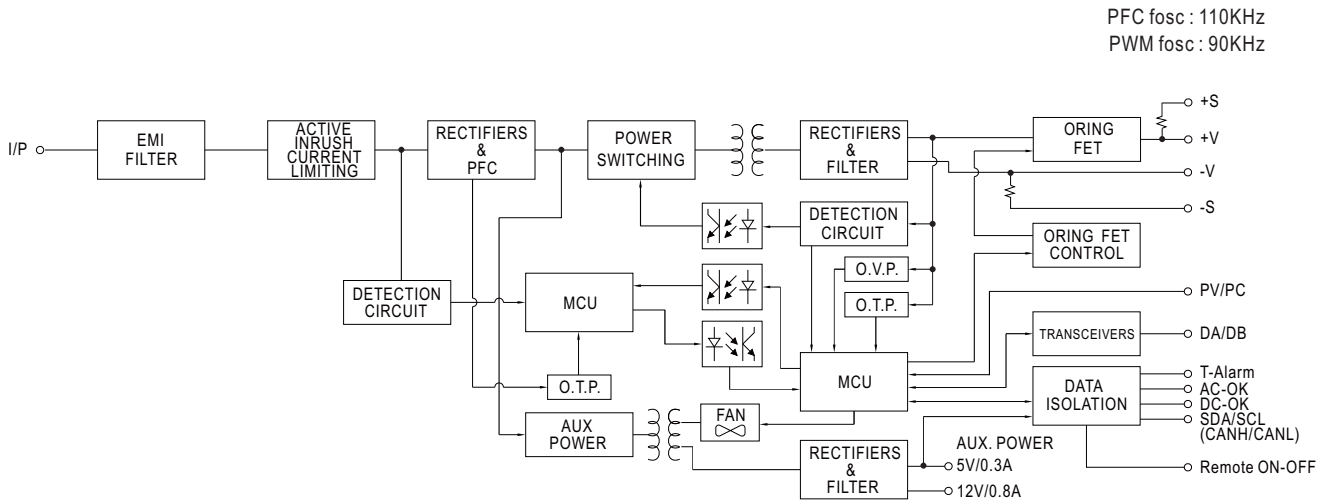 PFC fosc : 110KHz
PWM fosc : 90KHz
I/P
EMI
FILTER
ACTIVE
INRUSH
CURRENT
LIMITING
RECTIFIERS
&
PFC
POWER
SWITCHING
RECTIFIERS
&
FILTER
ORING
FET
+S
+V
-V
-S
DETECTION
CIRCUIT
ORING FET
CONTROL
O.V.P.
O.T.P.
DETECTION
CIRCUIT
MCU
PV/PC
TRANSCEIVERS
DA/DB
O.T.P.
MCU
DATA
ISOLATION
T-Alarm
AC-OK
DC-OK
SDA/SCL
(CANH/CANL)
AUX
POWER
FAN
RECTIFIERS
&
FILTER
AUX. POWER
5V/0.3A
12V/0.8A
Remote ON-OFF